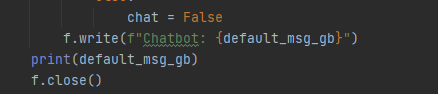 chat = False
f.write(f"Chatbot: {default_msg_gb}")
print(default_msg_gb)
f.close()